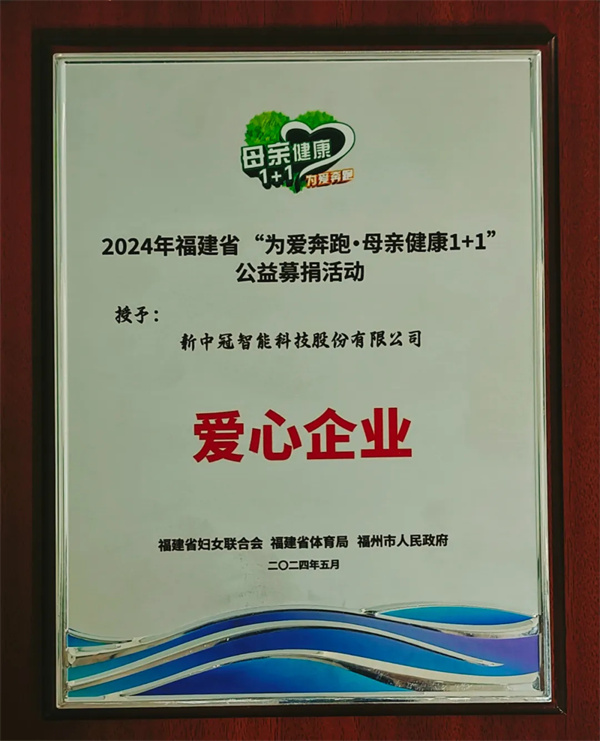 母亲健康
1+1 为爱奔跑
2024年福建省“为爱奔跑·母亲健康1+1”
公益募捐活动
授予：
新中冠智能科技股份有限公司
爱心企业
福建省妇女联合会 福建省体育局 福州市人民政府
二〇二四年五月